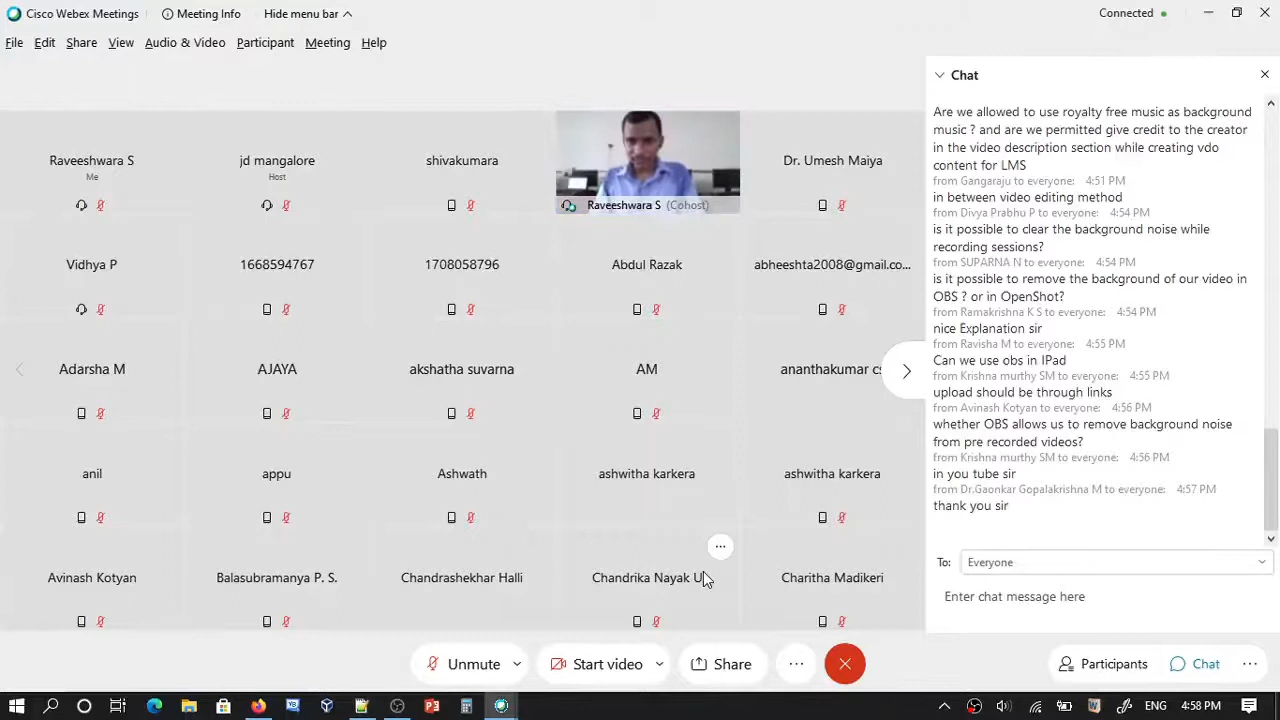 Cisco Webex Meetings
Meeting Info
Hide menu bar
Connected
File Edit Share View Audio & Video Participant Meeting Help
Raveeshwara S
Me
jd mangalore
Host
shivakumara
Raveeshwara S (Cohost)
Dr. Umesh Maiya
Vidhya P
1668594767
1708058796
Abdul Razak
abheeshta2008@gmail.co...
Adarsha M
AJAYA
akshatha suvarna
AM
ananthakumar cs
anil
appu
Ashwath
ashwitha karkera
ashwitha karkera
Avinash Kotyan
Balasubramanya P. S.
Chandrashekhar Halli
Chandrika Nayak U
Charitha Madikeri
Chat
Are we allowed to use royalty free music as background
music ? and are we permitted give credit to the creator
in the video description section while creating vdo
content for LMS
from Gangaraju to everyone: 4:51 PM
in between video editing method
from Divya Prabhu P to everyone: 4:54 PM
is it possible to clear the background noise while
recording sessions?
from SUPARNA N to everyone: 4:54 PM
is it possible to remove the background of our video in
OBS ? or in OpenShot?
from Ramakrishna K S to everyone: 4:54 PM
nice Explanation sir
from Ravisha M to everyone: 4:55 PM
Can we use obs in IPad
from Krishna murthy SM to everyone: 4:55 PM
upload should be through links
from Avinash Kotyan to everyone: 4:56 PM
whether OBS allows us to remove background noise
from pre recorded videos?
from Krishna murthy SM to everyone: 4:56 PM
in you tube sir
from Dr.Gaonkar Gopalakrishna M to everyone: 4:57 PM
thank you sir
To: Everyone
Enter chat message here
Unmute
Start video
Share
Participants
Chat
ENG 4:58 PM